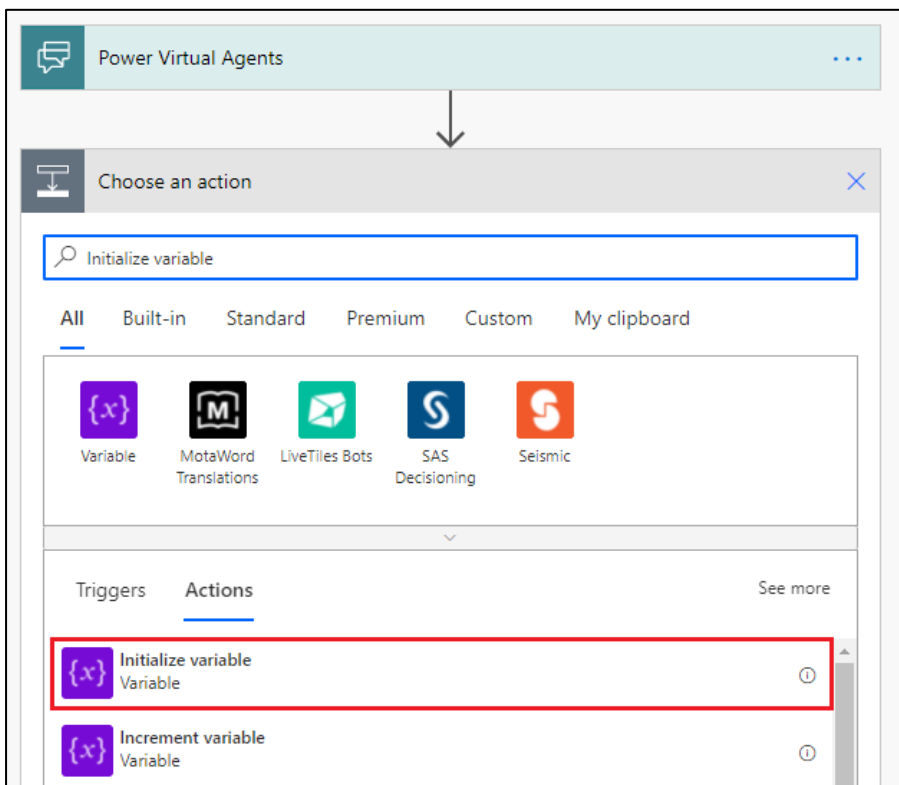 Power Virtual Agents
Choose an action
Initialize variable
All Built-in Standard Premium Custom My clipboard
{x} M S S
Variable MotaWord LiveTiles Bots SAS Seismic
Translations Decisioning
Triggers Actions See more
{x} Initialize variable
Variable
{x} Increment variable
Variable